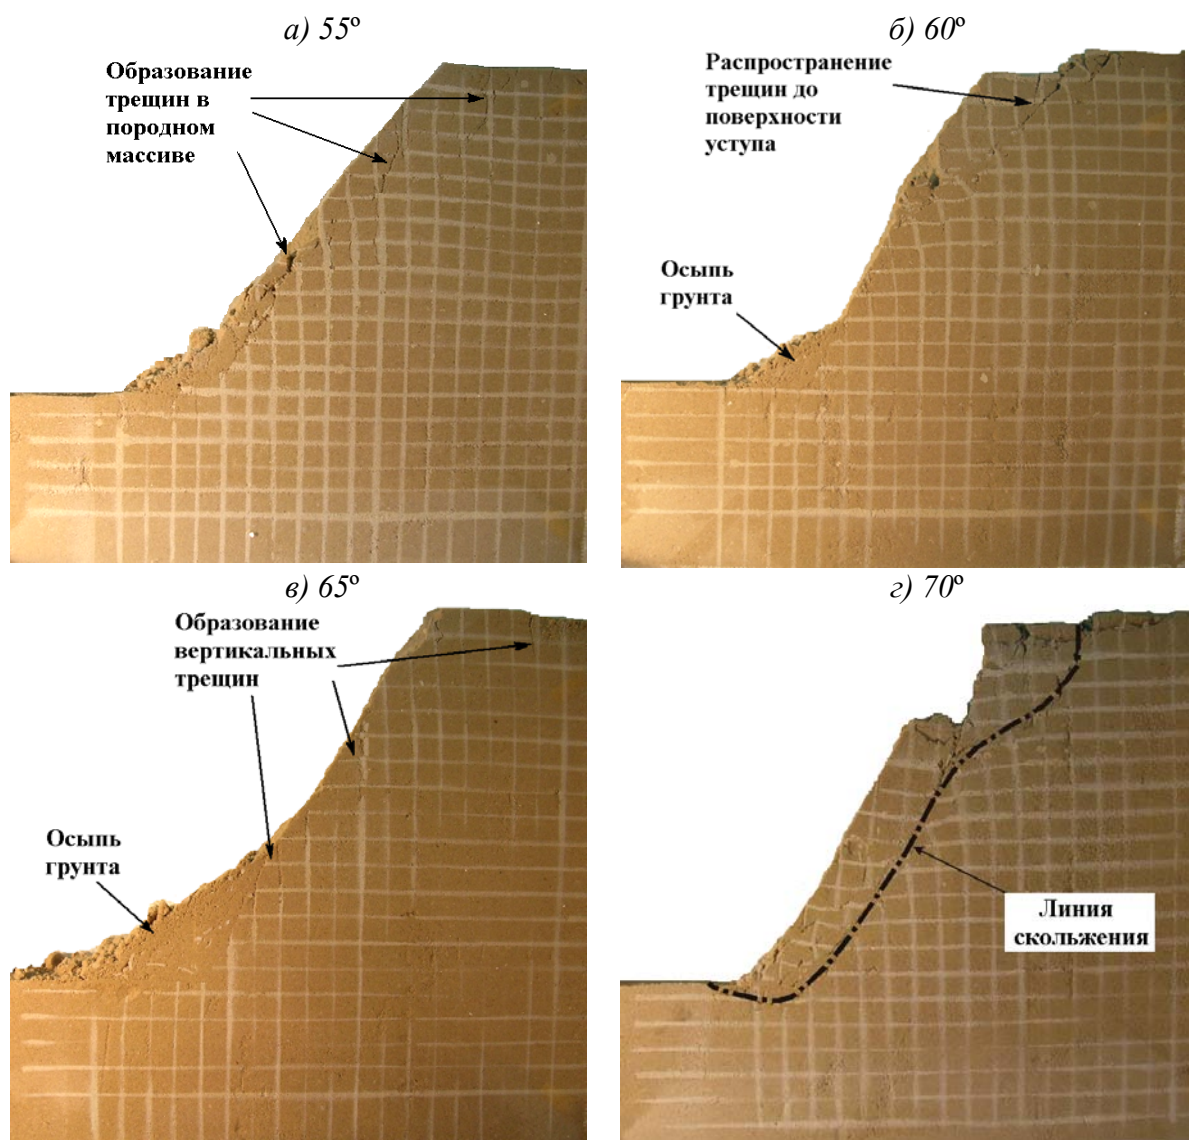 а) 55º
Образование
трещин в
породном
массиве
б) 60º
Распространение
трещин до
поверхности
уступа
Осыпь
грунта
в) 65º
Образование
вертикальных
трещин
Осыпь
грунта
г) 70º
Линия
скольжения